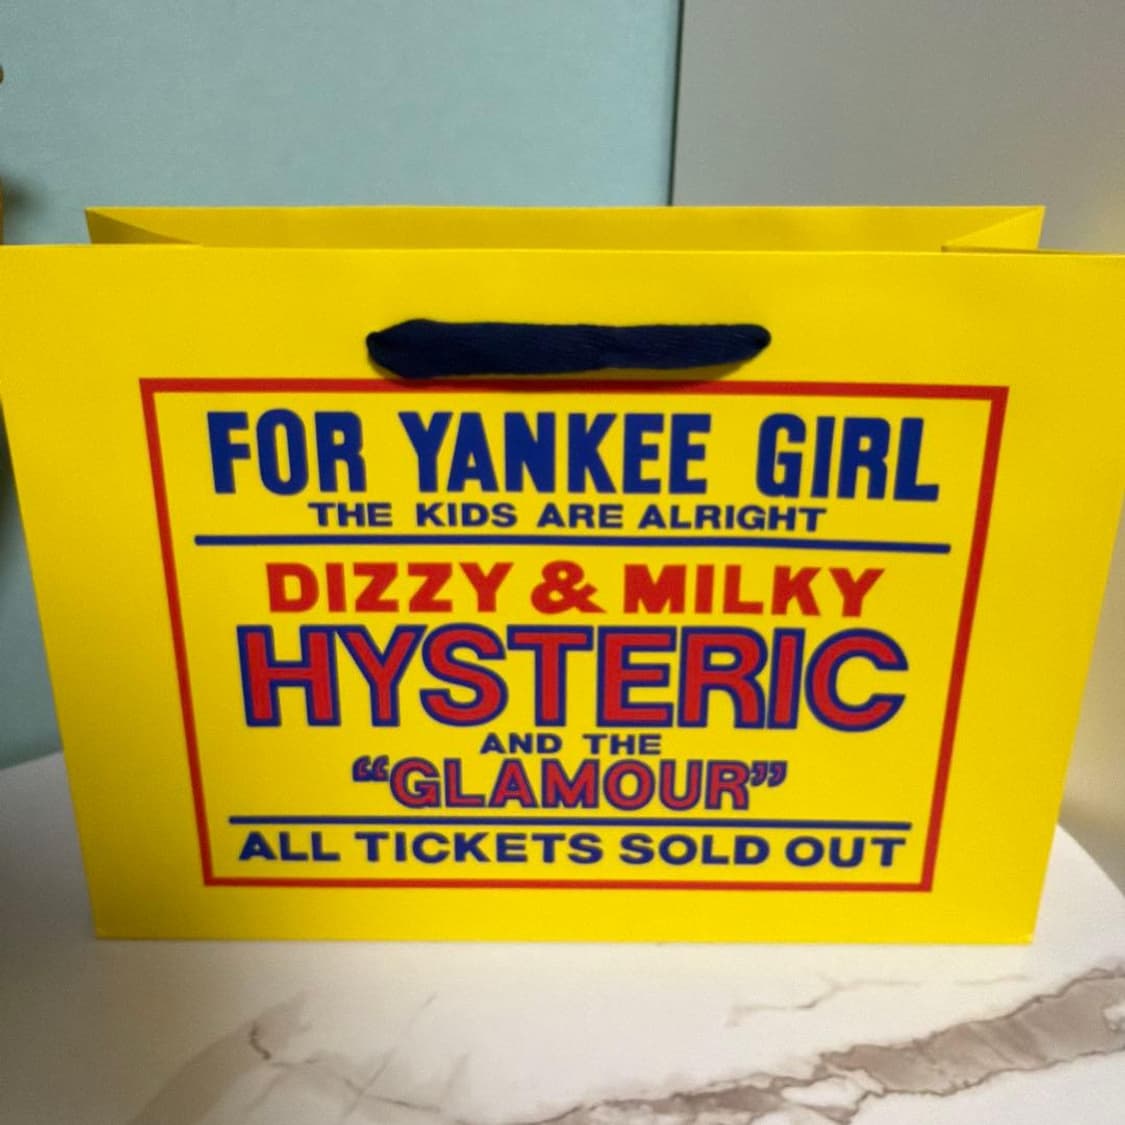 FOR YANKEE GIRL
THE KIDS ARE ALRIGHT
DIZZY & MILKY
HYSTERIC
AND THE
“GLAMOUR”
ALL TICKETS SOLD OUT